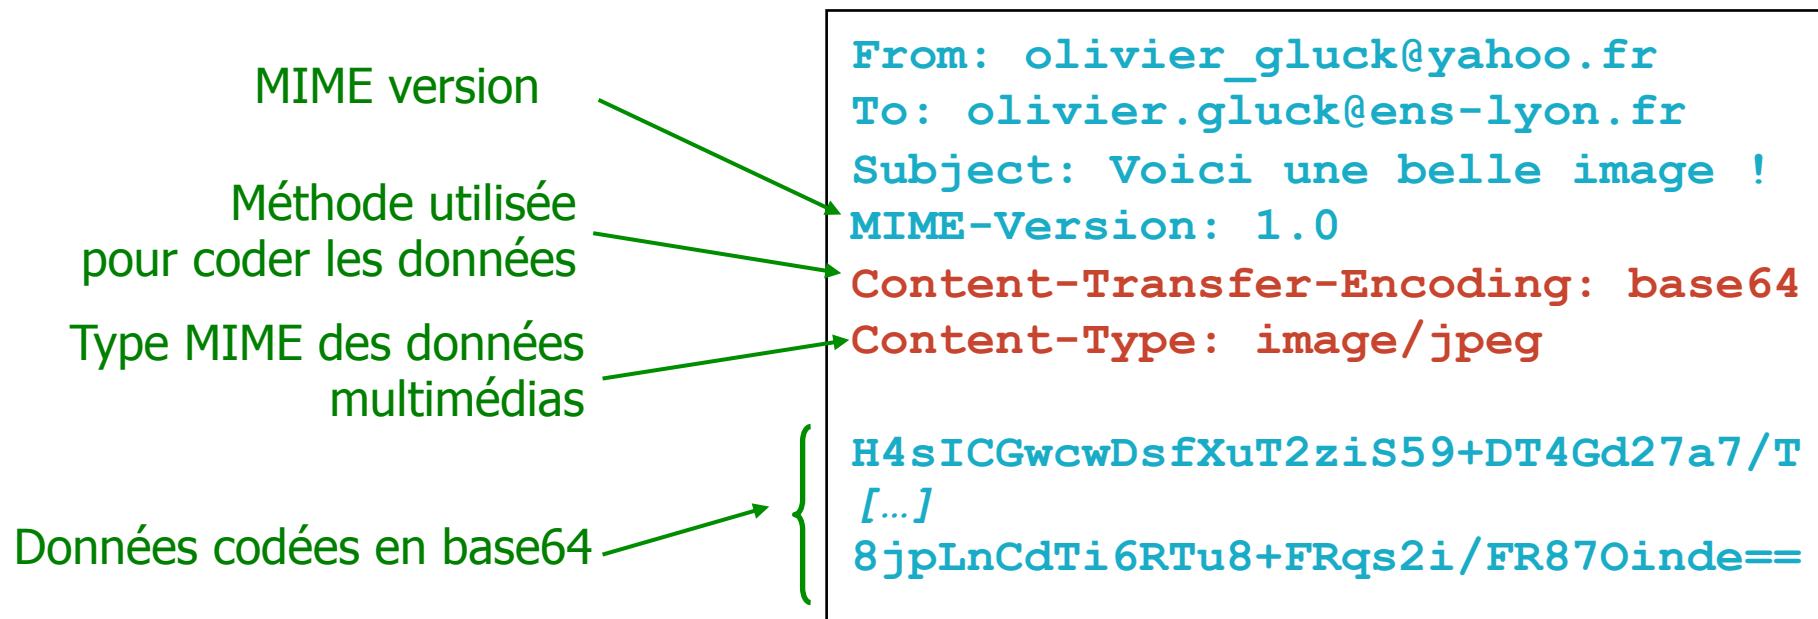 MIME version
Méthode utilisée
pour coder les données
Type MIME des données
multimédias
Données codées en base64
From: olivier_gluck@yahoo.fr
To: olivier.gluck@ens-lyon.fr
Subject: Voici une belle image !
MIME-Version: 1.0
Content-Transfer-Encoding: base64
Content-Type: image/jpeg
H4sICGwcwDsfXuT2ziS59+DT4Gd27a7/T
[…]
8jpLnCdTi6RTu8+FRqs2i/FR87Oinde==